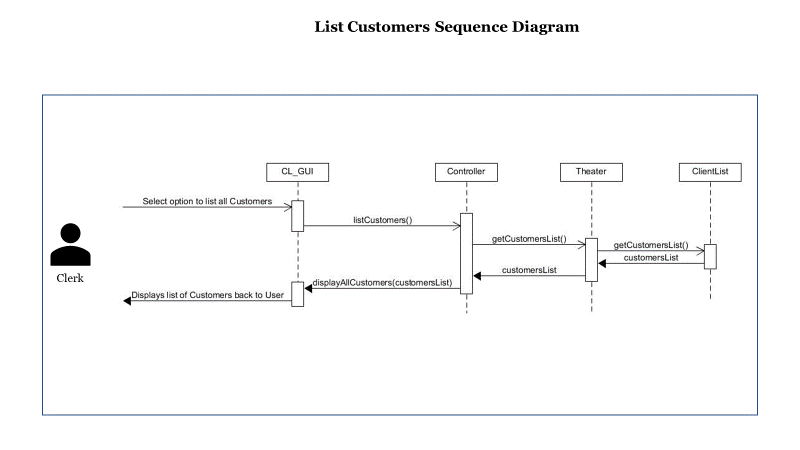 List Customers Sequence Diagram
CL_GUI
Controller
Theater
ClientList
Select option to list all Customers
listCustomers()
getCustomersList()
getCustomersList()
customersList
customersList
displayAllCustomers(customersList)
Displays list of Customers back to User
Clerk